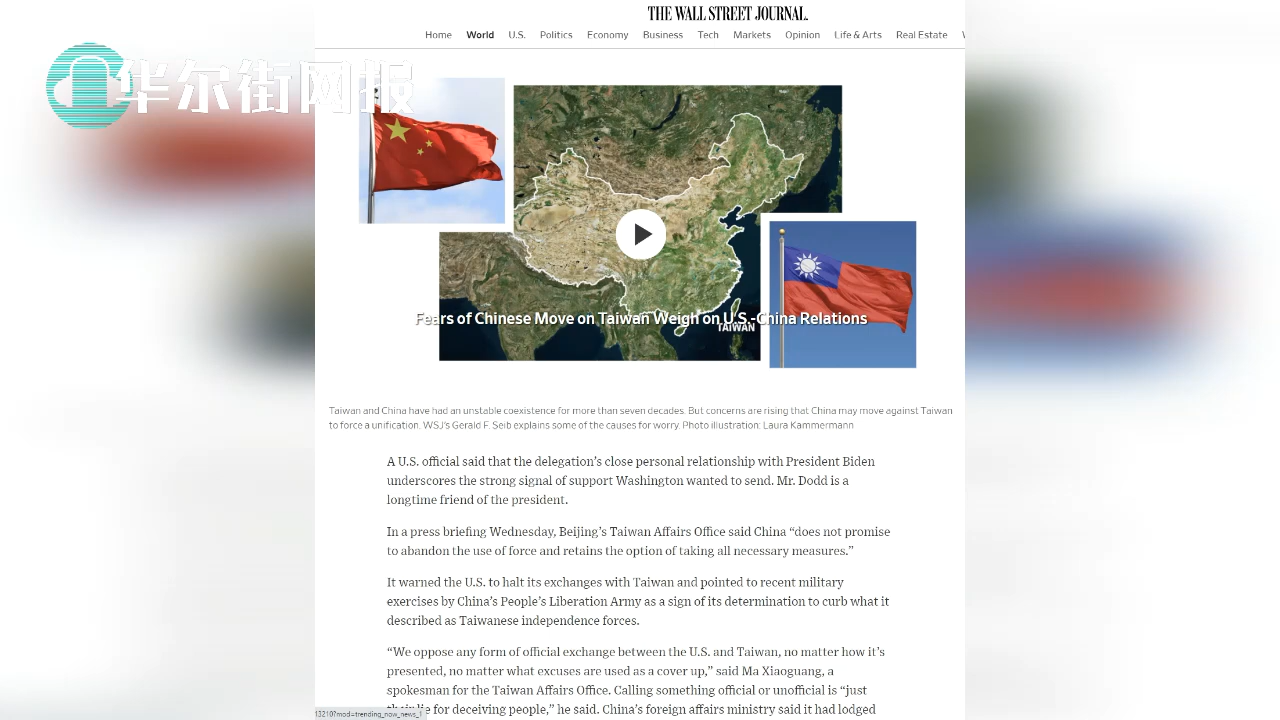 THE WALL STREET JOURNAL.
Home World U.S. Politics Economy Business Tech Markets Opinion Life & Arts Real Estate
华尔街网报
Fears of Chinese Move on Taiwan Weigh on U.S.-China Relations
TAIWAN
Taiwan and China have had an unstable coexistence for more than seven decades. But concerns are rising that China may move against Taiwan
to force a unification. WSJ's Gerald F. Seib explains some of the causes for worry. Photo illustration: Laura Kammermann
A U.S. official said that the delegation’s close personal relationship with President Biden
underscores the strong signal of support Washington wanted to send. Mr. Dodd is a
longtime friend of the president.
In a press briefing Wednesday, Beijing’s Taiwan Affairs Office said China “does not promise
to abandon the use of force and retains the option of taking all necessary measures.”
It warned the U.S. to halt its exchanges with Taiwan and pointed to recent military
exercises by China’s People’s Liberation Army as a sign of its determination to curb what it
described as Taiwanese independence forces.
“We oppose any form of official exchange between the U.S. and Taiwan, no matter how it’s
presented, no matter what excuses are used as a cover up,” said Ma Xiaoguang, a
spokesman for the Taiwan Affairs Office. Calling something official or unofficial is “just
their lie for deceiving people,” he said. China’s foreign affairs ministry said it had lodged
13210?mod=trending_now_news_1